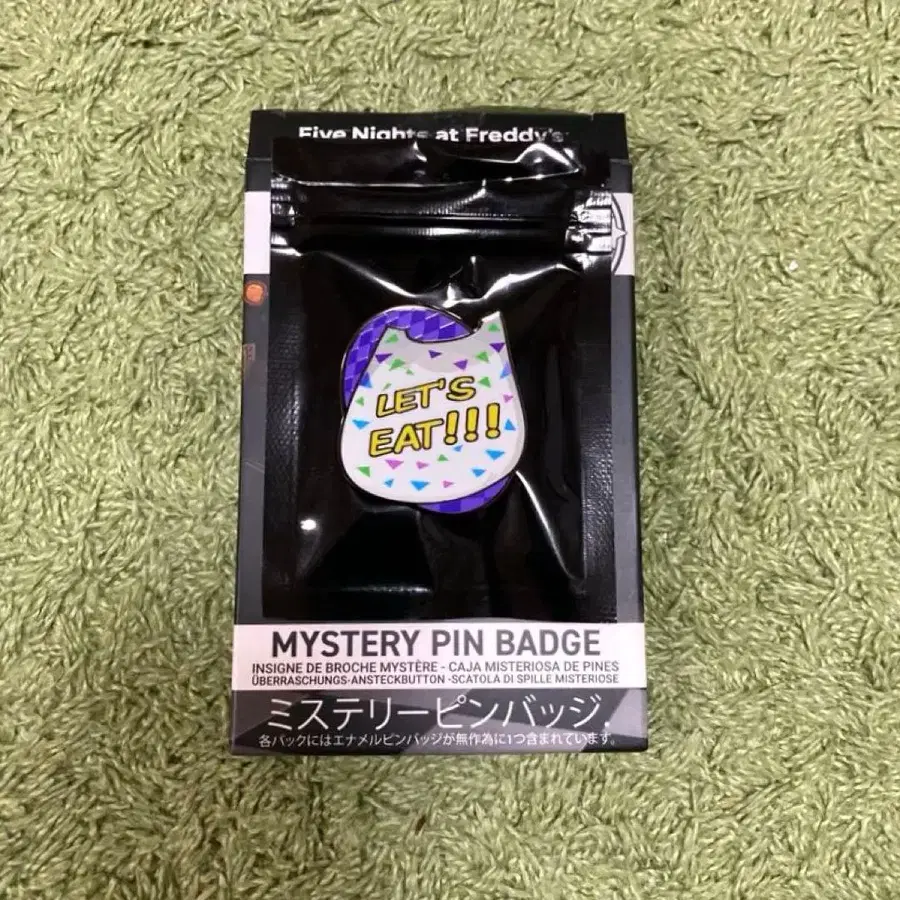 Five Nights at Freddy's
LET'S
EAT!!!
MYSTERY PIN BADGE
INSIGNE DE BROCHE MYSTÈRE - CAJA MISTERIOSA DE PINES
ÜBERRASCHUNGS-ANSTECKBUTTON -SCATOLA DI SPILLE MISTERIOSE
ミステリーピンバッジ.
各パックにはエナメルピンバッジが無作為に1つ含まれています。